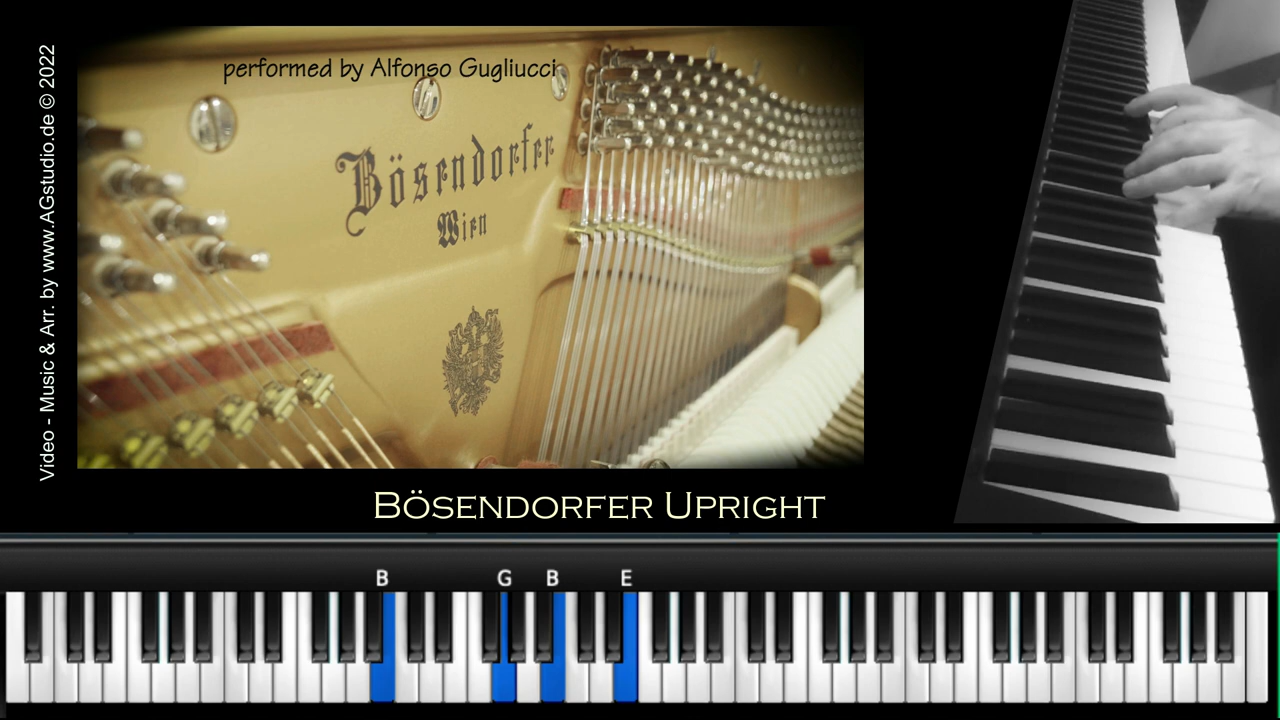 Video - Music & Arr. by www.AGstudio.de © 2022
performed by Alfonso Gugliucci
Bösendorfer
Wien
Bösendorfer Upright
B G B E